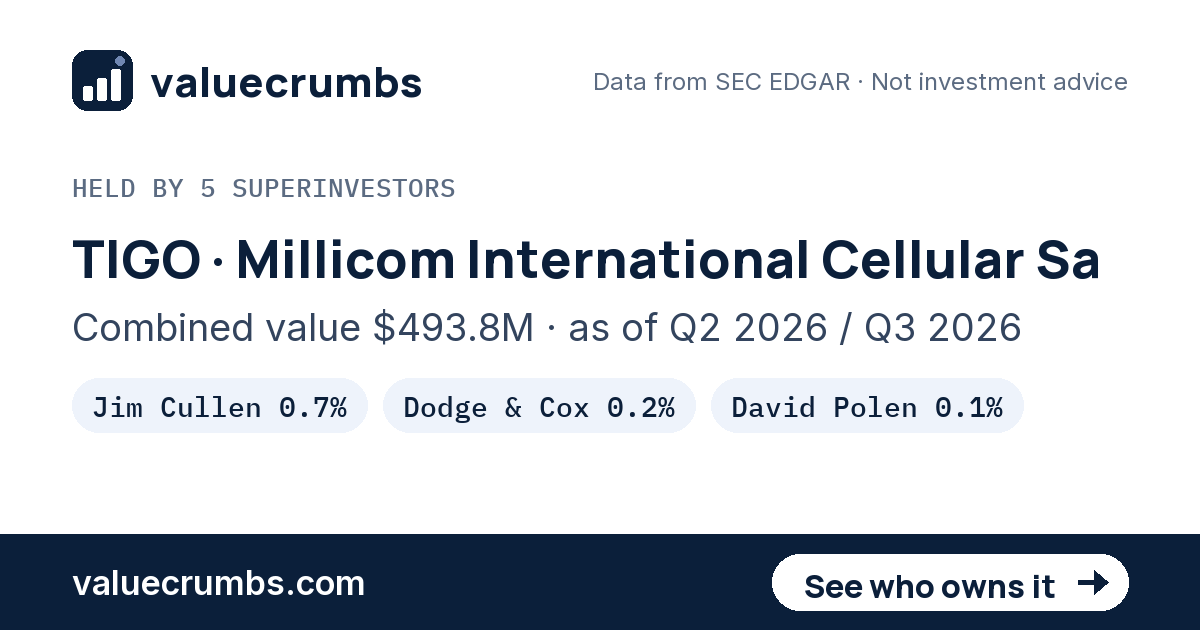 valuecrumbs
Data from SEC EDGAR · Not investment advice
HELD BY 5 SUPERINVESTORS
TIGO · Millicom International Cellular Sa
Combined value $493.8M · as of Q2 2026 / Q3 2026
Jim Cullen 0.7%
Dodge & Cox 0.2%
David Polen 0.1%
valuecrumbs.com
See who owns it →